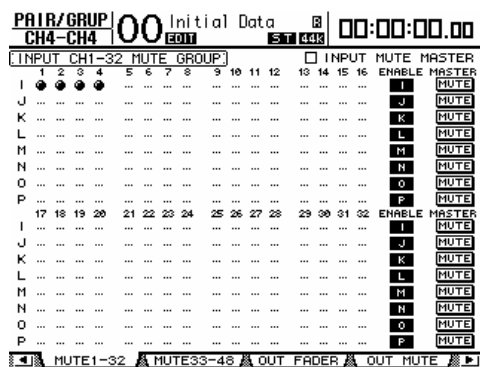 PAIR/GRUP 00 Initial Data R 00:00:00.00
CH4-CH4 EDIT ST 44K
INPUT CH1-32 MUTE GROUP INPUT MUTE MASTER
1 2 3 4 5 6 7 8 9 10 11 12 13 14 15 16 ENABLE MASTER
I I MUTE
J J MUTE
K K MUTE
L L MUTE
M M MUTE
N N MUTE
O O MUTE
P P MUTE
17 18 19 20 21 22 23 24 25 26 27 28 29 30 31 32 ENABLE MASTER
I I MUTE
J J MUTE
K K MUTE
L L MUTE
M M MUTE
N N MUTE
O O MUTE
P P MUTE
MUTE1-32 MUTE33-48 OUT FADER OUT MUTE